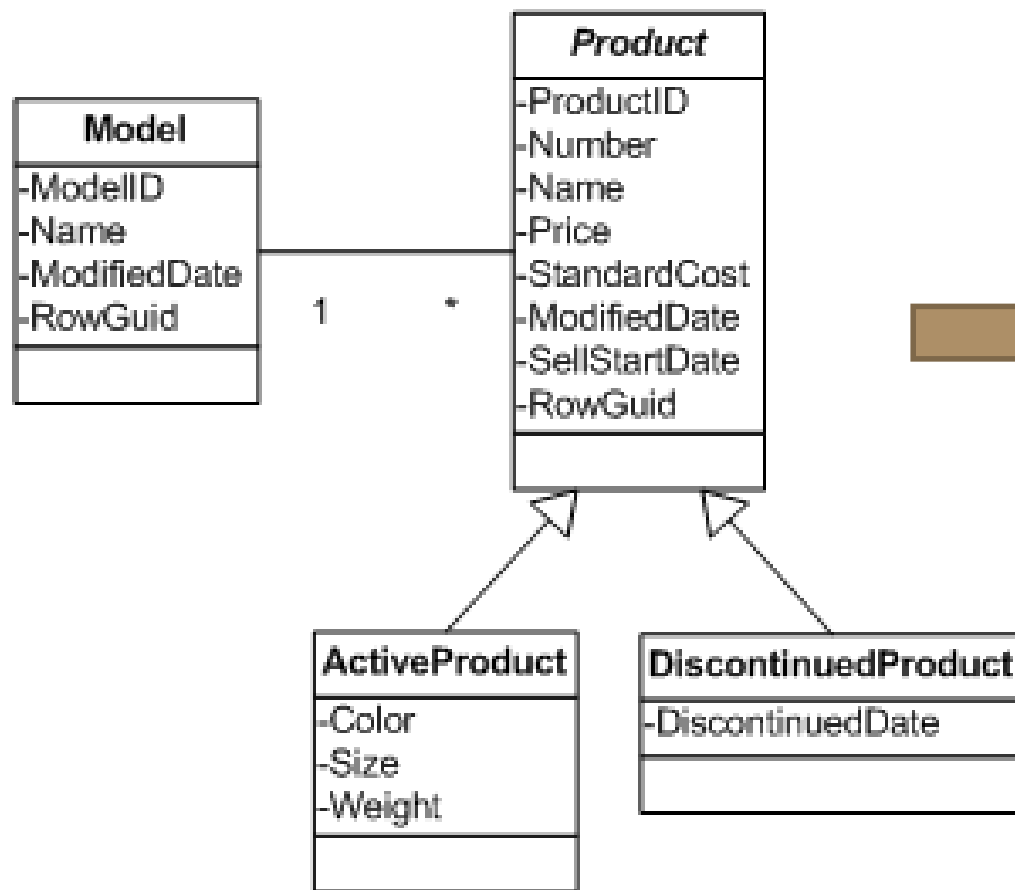 Product
-ProductID
-Number
-Name
-Price
-StandardCost
-ModifiedDate
-SellStartDate
-RowGuid
Model
-ModelID
-Name
-ModifiedDate
-RowGuid
1 *
ActiveProduct
-Color
-Size
-Weight
DiscontinuedProduct
-DiscontinuedDate